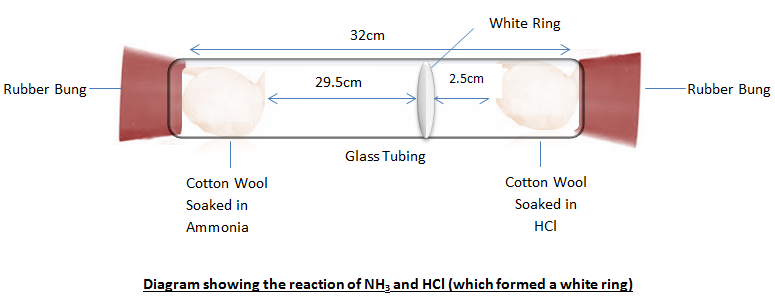 White Ring
32cm
29.5cm
2.5cm
Rubber Bung
Rubber Bung
Glass Tubing
Cotton Wool
Soaked in
Ammonia
Cotton Wool
Soaked in
HCl
Diagram showing the reaction of NH₃ and HCl (which formed a white ring)